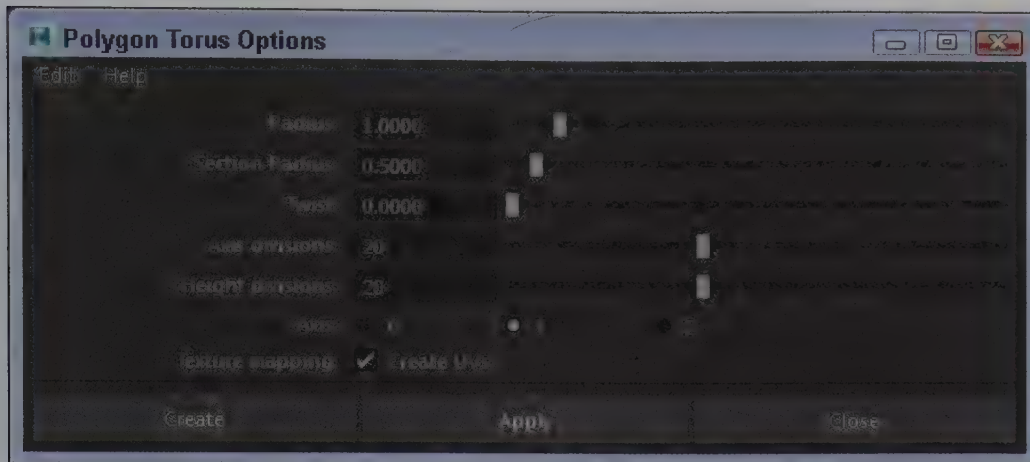 Polygon Torus Options
Edit Help
Radius: 1.0000
Section Radius: 0.5000
Twist: 0.0000
Axis divisions: 20
Height divisions: 20
Axis:
Texture mapping: Create UVs
Create Apply Close